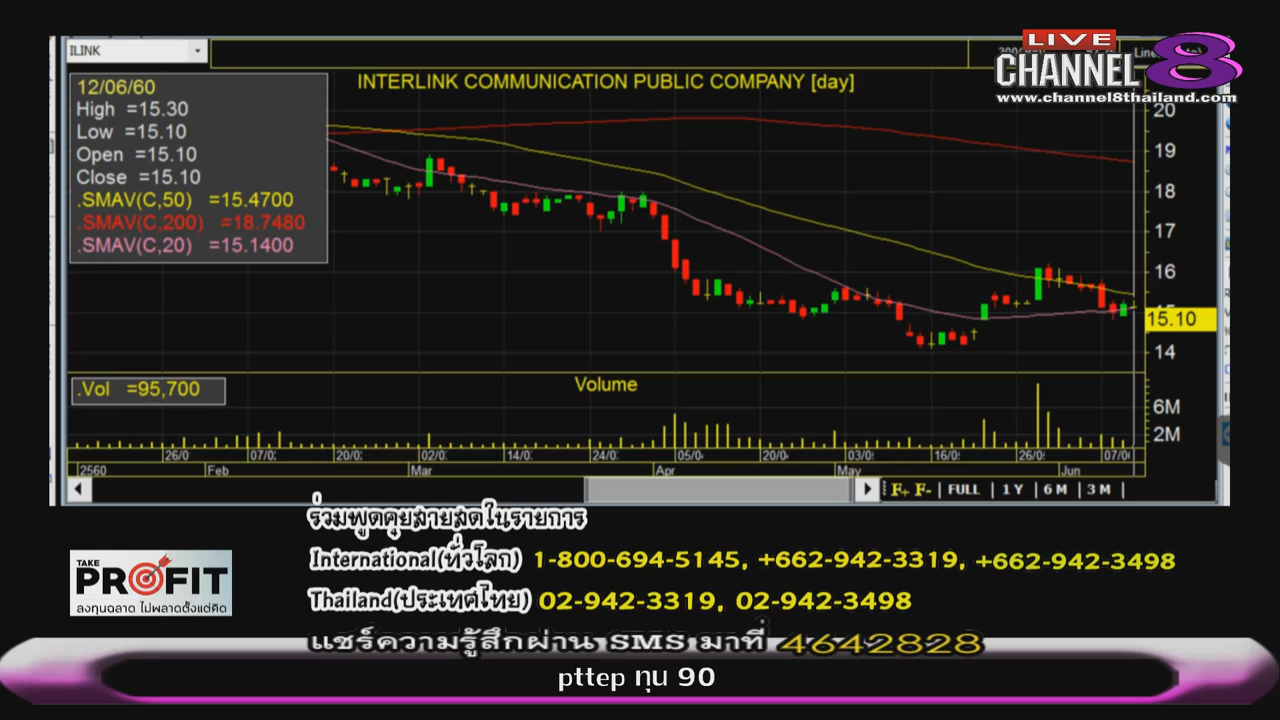 ILINK
LIVE
CHANNEL 8
www.channel8thailand.com
INTERLINK COMMUNICATION PUBLIC COMPANY [day]
12/06/60
High =15.30
Low =15.10
Open =15.10
Close =15.10
.SMAV(C,50) =15.4700
.SMAV(C,200) =18.7480
.SMAV(C,20) =15.1400
20
19
18
17
16
15
15.10
14
.Vol =95,700
Volume
6M
2M
26/0 07/0 20/0 02/0 14/0 24/0 05/0 20/0 03/0 16/0 26/0 07/0
2560 Feb Mar Apr May Jun
F+ F- FULL 1 Y 6 M 3 M
ร่วมพูดคุยสายสดในรายการ
International(ทั่วโลก) 1-800-694-5145, +662-942-3319, +662-942-3498
Thailand(ประเทศไทย) 02-942-3319, 02-942-3498
TAKE
PROFIT
ลงทุนฉลาด ไม่พลาดตั้งแต่คิด
แชร์ความรู้สึกผ่าน SMS มาที่ 4642828
pttep ทุน 90